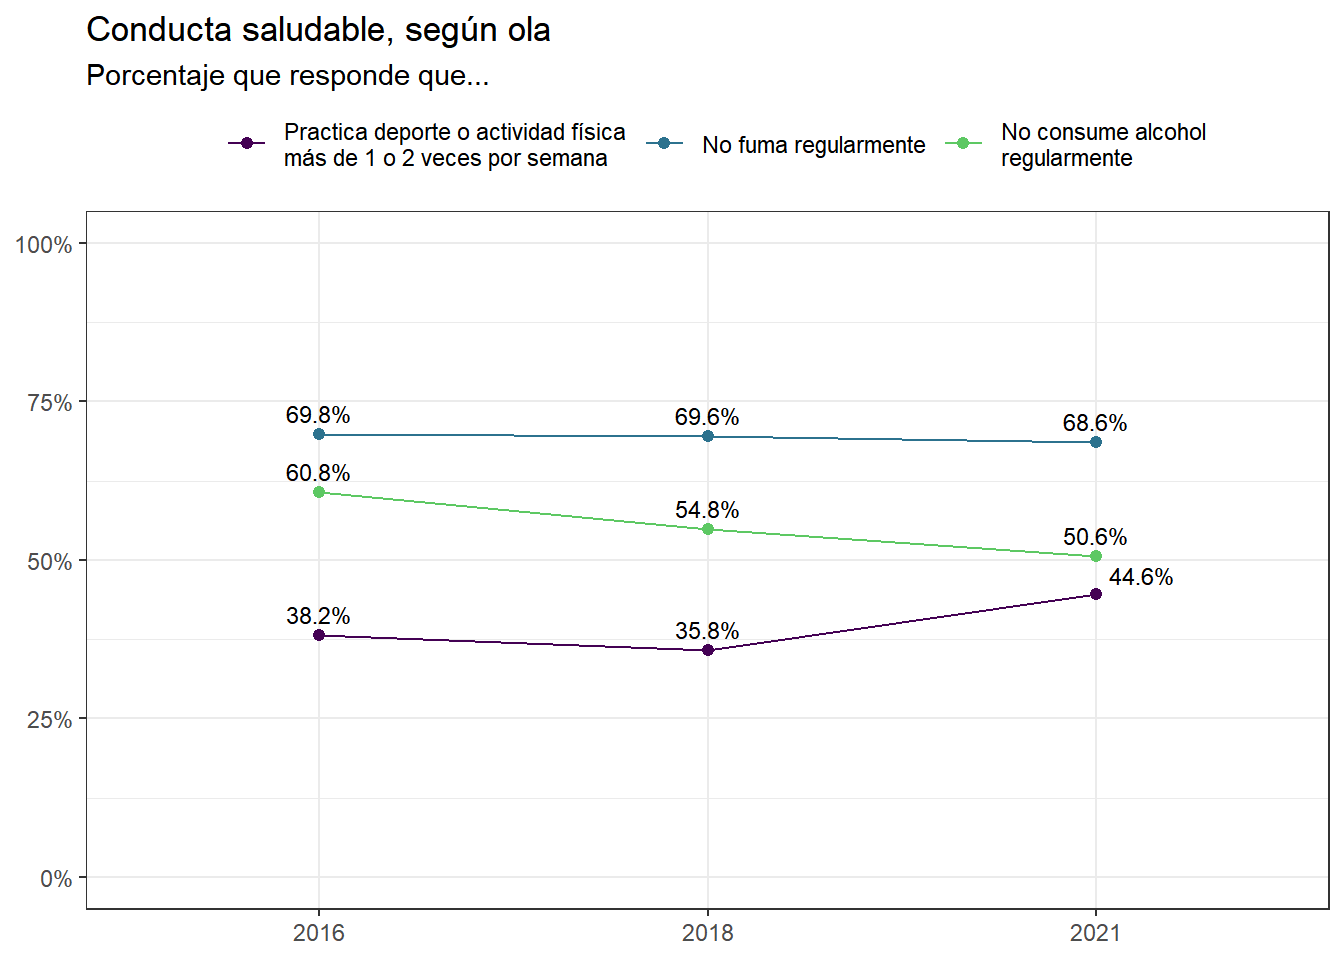 Conducta saludable, según ola
Porcentaje que responde que...
Practica deporte o actividad física
más de 1 o 2 veces por semana
No fuma regularmente
No consume alcohol
regularmente
100%
75%
50%
25%
0%
69.8%
69.6%
68.6%
60.8%
54.8%
50.6%
44.6%
38.2%
35.8%
2016
2018
2021